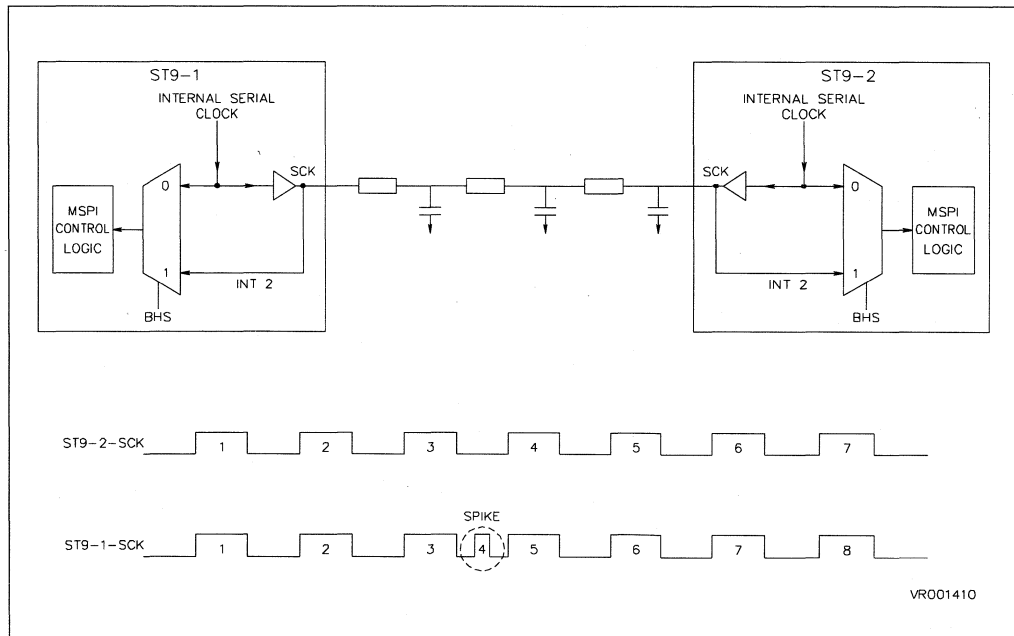 ST9-1
INTERNAL SERIAL
CLOCK
SCK
0
MSPI
CONTROL
LOGIC
1
INT 2
BHS
ST9-2
INTERNAL SERIAL
CLOCK
SCK
0
MSPI
CONTROL
LOGIC
1
INT 2
BHS
ST9-2-SCK 1 2 3 4 5 6 7
SPIKE
ST9-1-SCK 1 2 3 4 5 6 7 8
VR001410